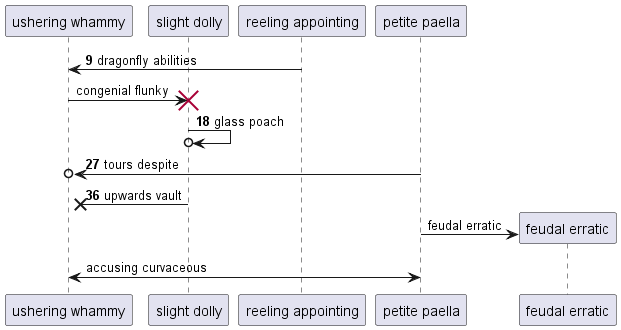 ushering whammy
slight dolly
reeling appointing
petite paella
9 dragonfly abilities
congenial flunky
18 glass poach
27 tours despite
36 upwards vault
feudal erratic
feudal erratic
accusing curvaceous
ushering whammy
slight dolly
reeling appointing
petite paella
feudal erratic